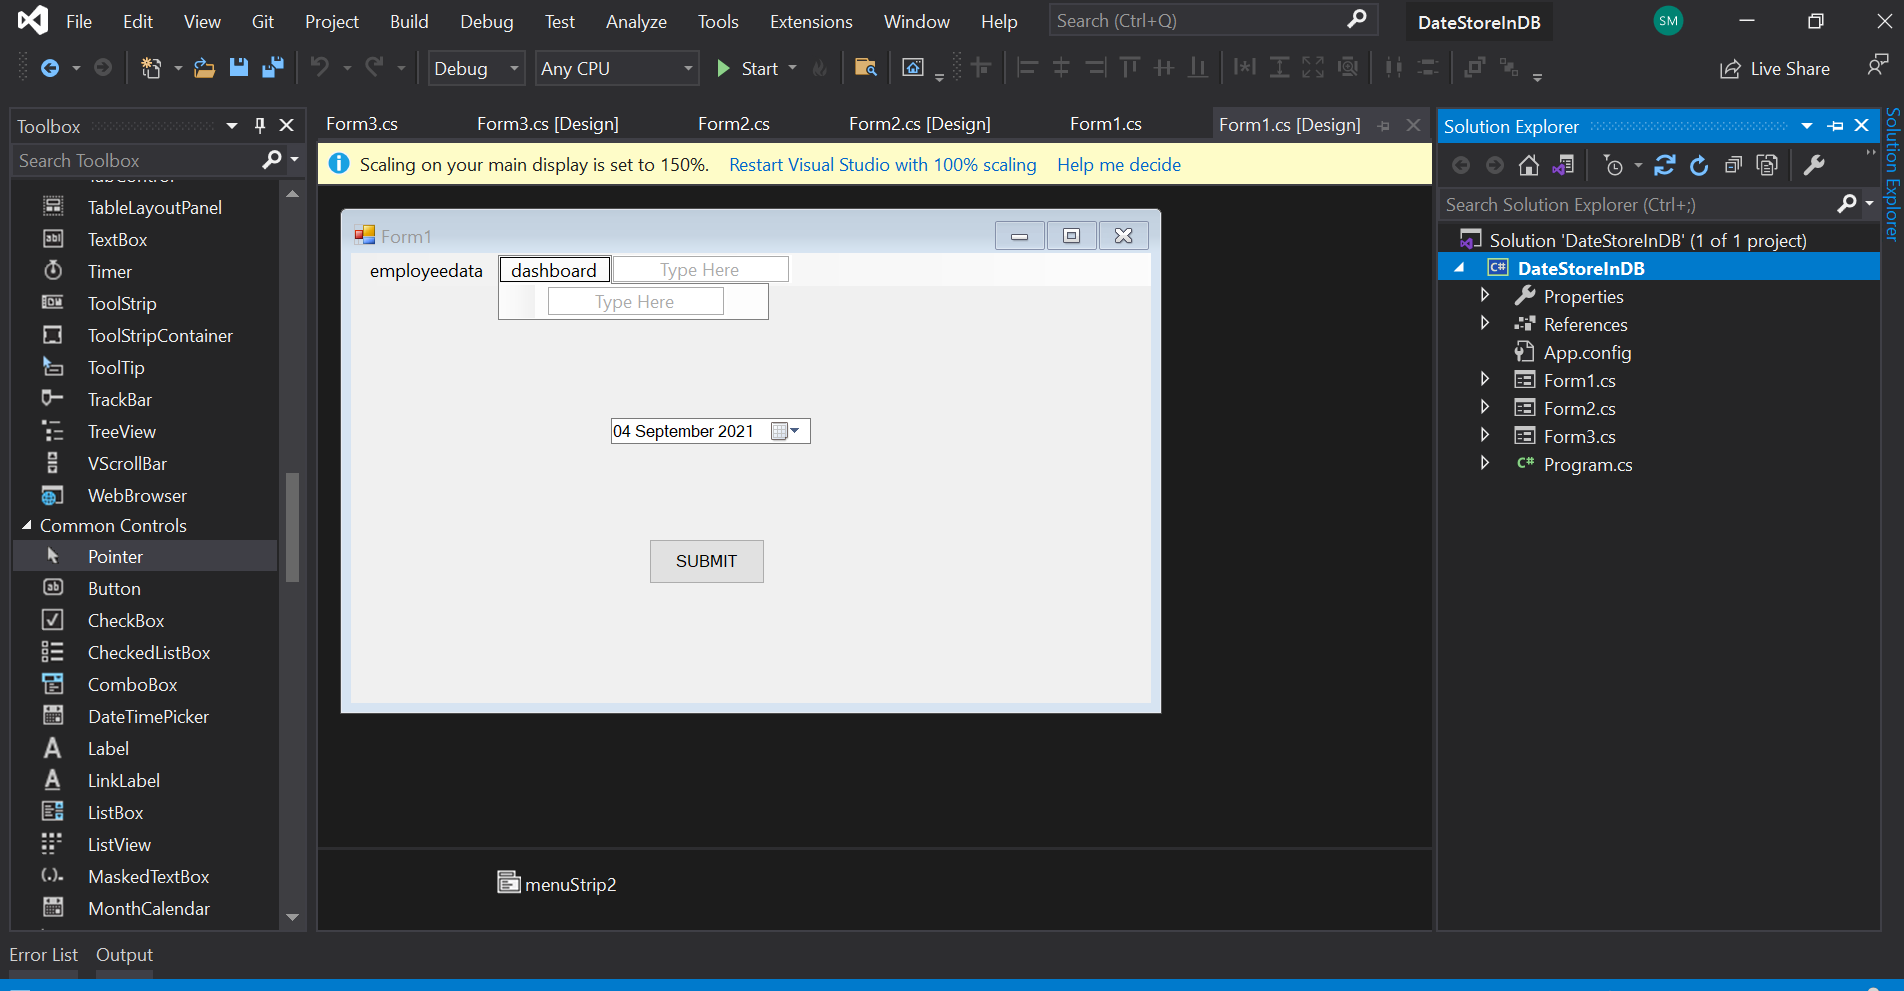 File Edit View Git Project Build Debug Test Analyze Tools Extensions Window Help Search (Ctrl+Q) DateStoreInDB SM
Debug Any CPU Start Live Share
Toolbox
Search Toolbox
TabControl
TableLayoutPanel
TextBox
Timer
ToolStrip
ToolStripContainer
ToolTip
TrackBar
TreeView
VScrollBar
WebBrowser
Common Controls
Pointer
Button
CheckBox
CheckedListBox
ComboBox
DateTimePicker
Label
LinkLabel
ListBox
ListView
MaskedTextBox
MonthCalendar
Form3.cs Form3.cs [Design] Form2.cs Form2.cs [Design] Form1.cs Form1.cs [Design]
Scaling on your main display is set to 150%. Restart Visual Studio with 100% scaling Help me decide
Form1
employeedata dashboard Type Here
Type Here
04 September 2021
SUBMIT
menuStrip2
Solution Explorer
Search Solution Explorer (Ctrl+;)
Solution 'DateStoreInDB' (1 of 1 project)
C# DateStoreInDB
Properties
References
App.config
Form1.cs
Form2.cs
Form3.cs
C# Program.cs
Solution Explorer
Error List Output